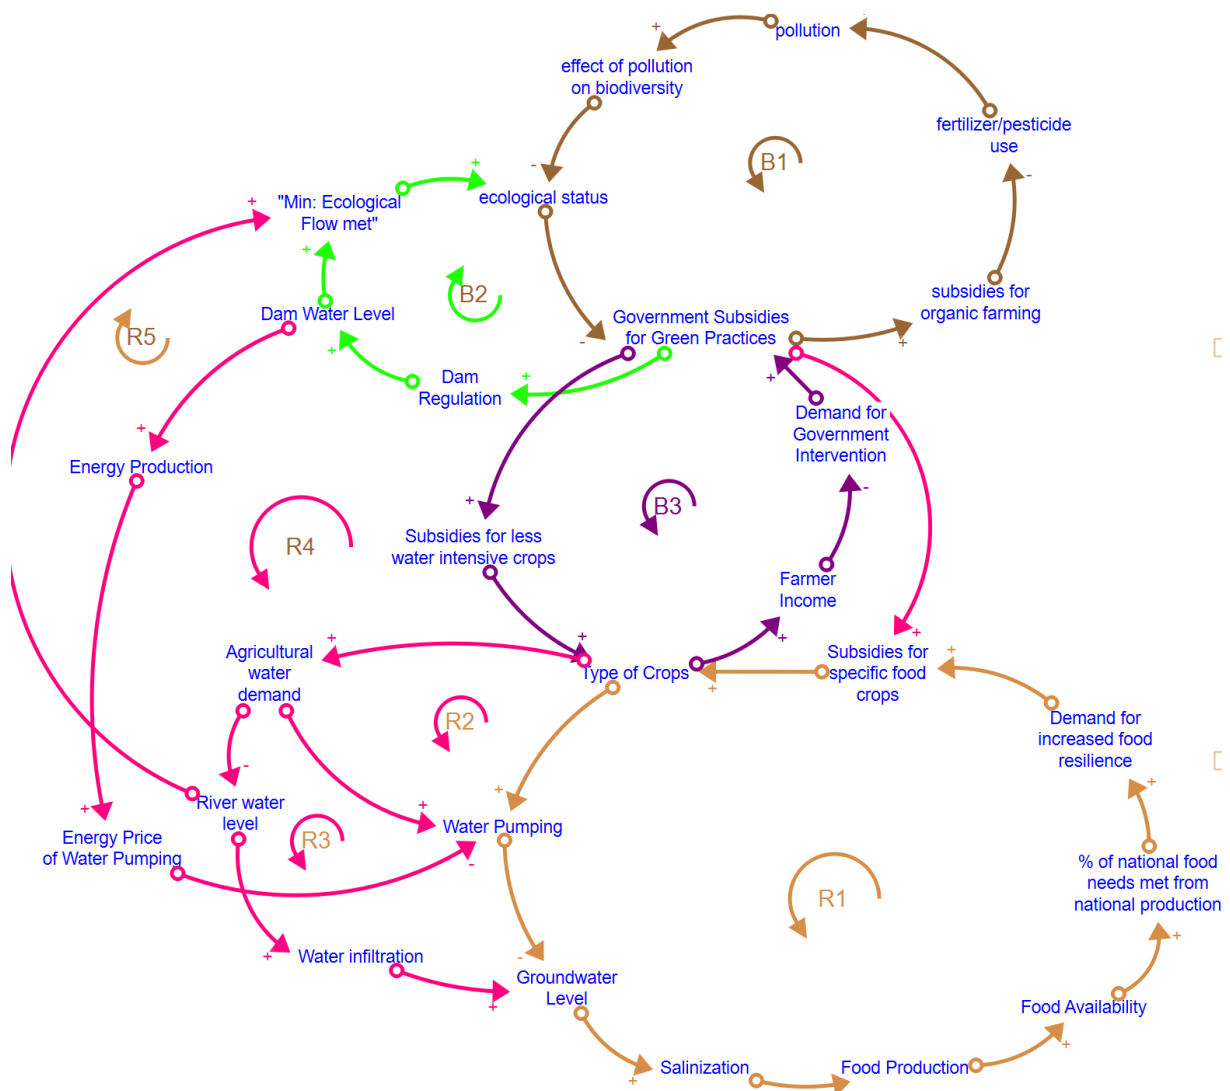 +
pollution
-
effect of pollution
on biodiversity
fertilizer/pesticide
use
B1
-
+
-
"Min: Ecological
Flow met"
ecological status
+
+
B2
subsidies for
organic farming
Dam Water Level
Government Subsidies
for Green Practices
R5
-
+
+
Dam
Regulation
+
+
Demand for
Government
Intervention
+
Energy Production
-
+
B3
Subsidies for less
water intensive crops
R4
Farmer
Income
+
+
+
+
Agricultural
water
demand
Type of Crops
Subsidies for
specific food
crops
+
+
R2
Demand for
increased food
resilience
-
+
+
+
+
River water
level
Water Pumping
Energy Price
of Water Pumping
R3
-
% of national food
needs met from
national production
R1
+
+
Water infiltration
-
Groundwater
Level
+
Food Availability
+
Salinization
Food Production
+